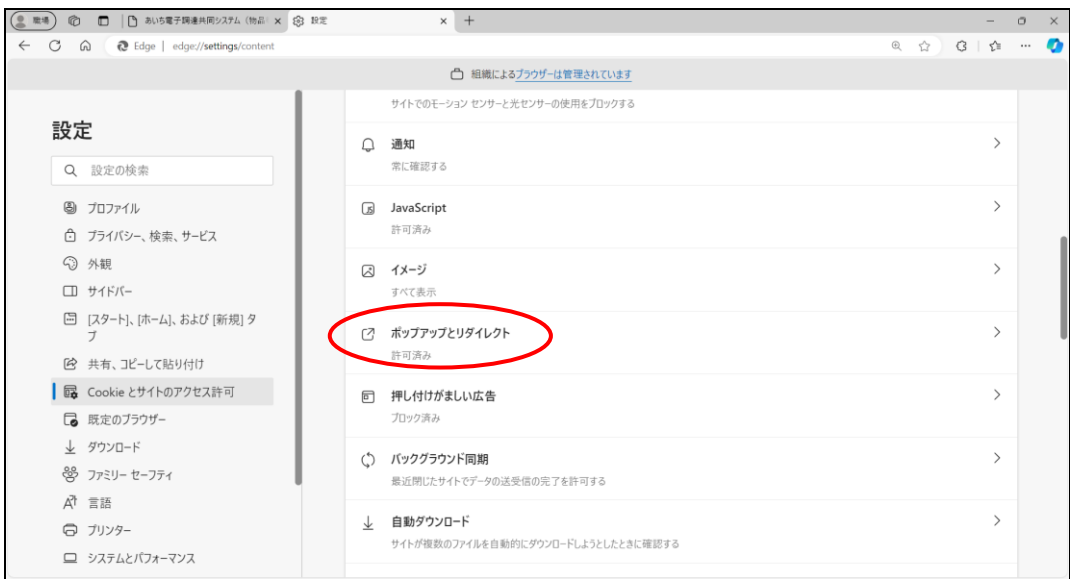 職場
あいち電子調達共同システム (物品
設定
Edge | edge://settings/content
組織によるブラウザーは管理されています
設定
設定の検索
プロファイル
プライバシー、検索、サービス
外観
サイドバー
[スタート]、[ホーム]、および [新規] タ
ブ
共有、コピーして貼り付け
Cookie とサイトのアクセス許可
既定のブラウザー
ダウンロード
ファミリー セーフティ
言語
プリンター
システムとパフォーマンス
サイトでのモーション センサーと光センサーの使用をブロックする
通知
常に確認する
JavaScript
許可済み
イメージ
すべて表示
ポップアップとリダイレクト
許可済み
押し付けがましい広告
ブロック済み
バックグラウンド同期
最近閉じたサイトでデータの送受信の完了を許可する
自動ダウンロード
サイトが複数のファイルを自動的にダウンロードしようとしたときに確認する